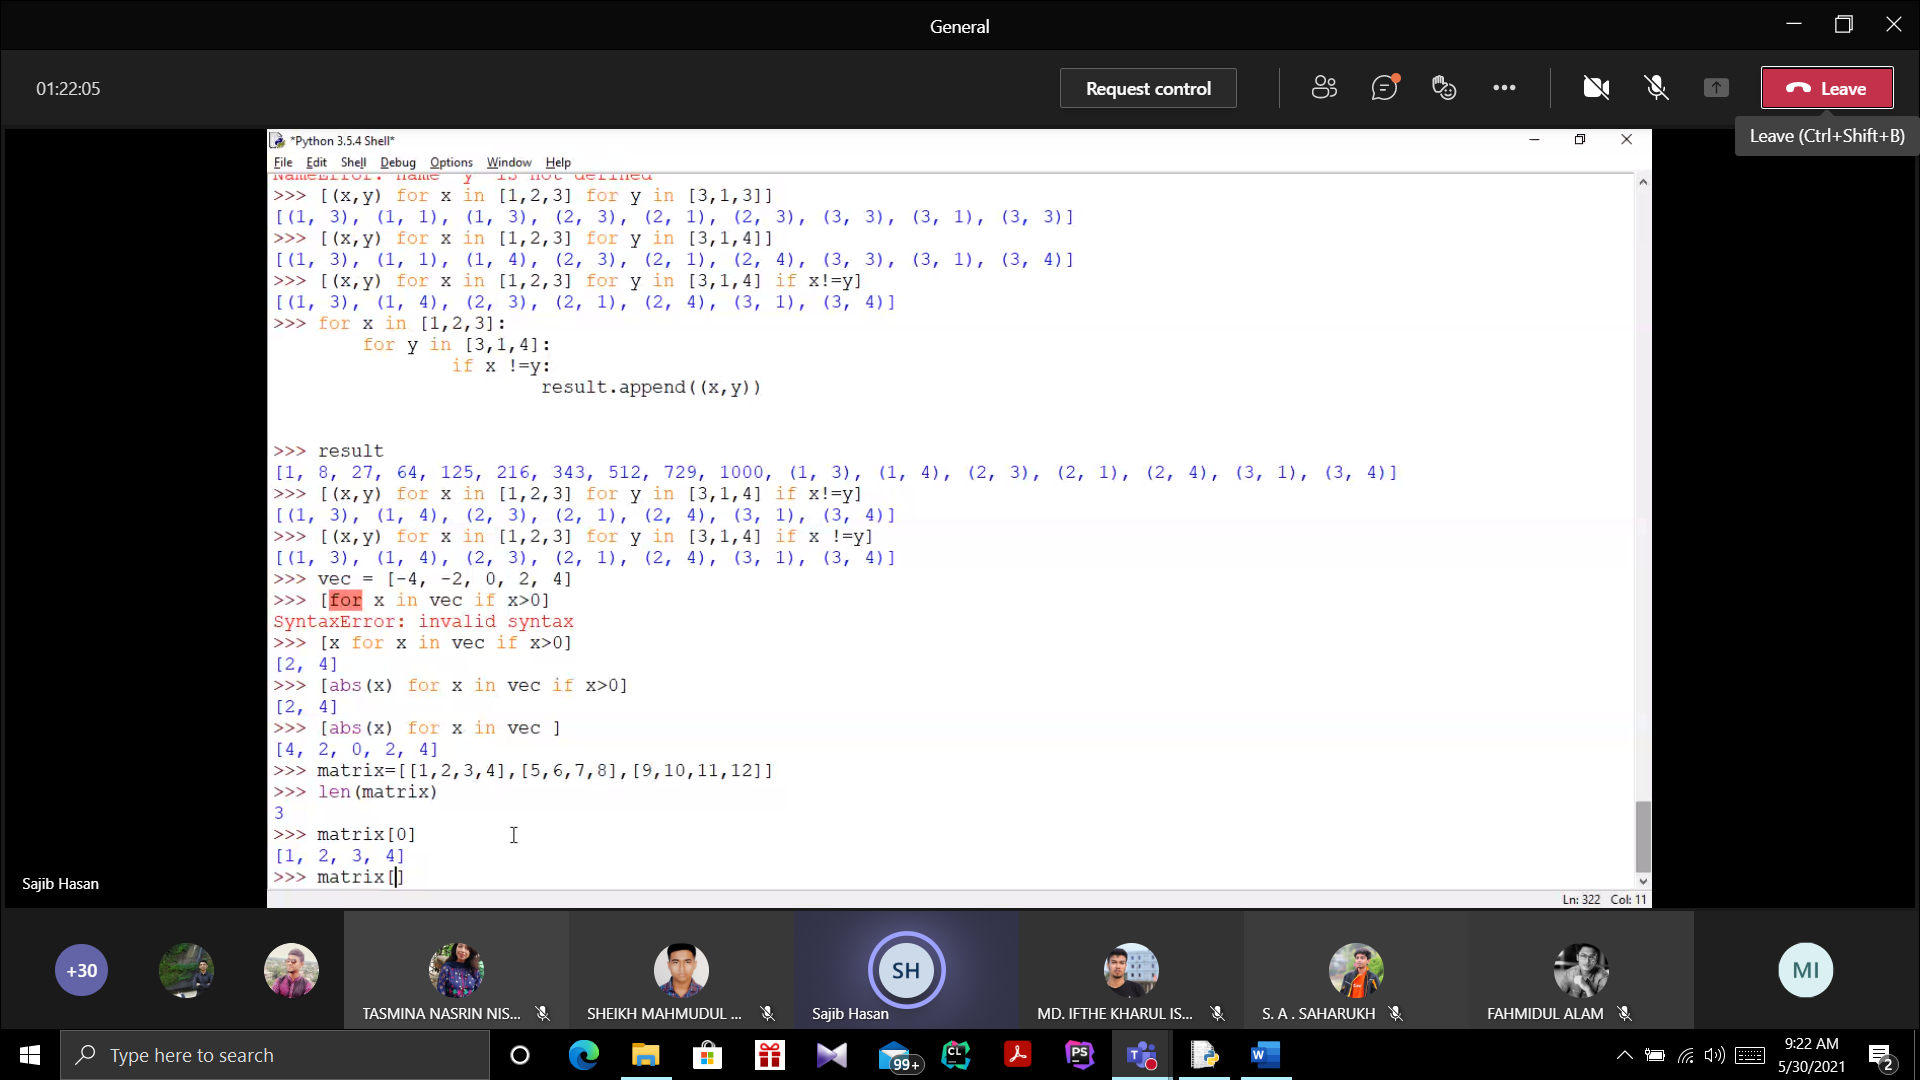 General
01:22:05
Request control
Leave
Leave (Ctrl+Shift+B)
*Python 3.5.4 Shell*
File Edit Shell Debug Options Window Help
NameError: name 'y' is not defined
>>> [(x,y) for x in [1,2,3] for y in [3,1,3]]
[(1, 3), (1, 1), (1, 3), (2, 3), (2, 1), (2, 3), (3, 3), (3, 1), (3, 3)]
>>> [(x,y) for x in [1,2,3] for y in [3,1,4]]
[(1, 3), (1, 1), (1, 4), (2, 3), (2, 1), (2, 4), (3, 3), (3, 1), (3, 4)]
>>> [(x,y) for x in [1,2,3] for y in [3,1,4] if x!=y]
[(1, 3), (1, 4), (2, 3), (2, 1), (2, 4), (3, 1), (3, 4)]
>>> for x in [1,2,3]:
for y in [3,1,4]:
if x !=y:
result.append((x,y))
>>> result
[1, 8, 27, 64, 125, 216, 343, 512, 729, 1000, (1, 3), (1, 4), (2, 3), (2, 1), (2, 4), (3, 1), (3, 4)]
>>> [(x,y) for x in [1,2,3] for y in [3,1,4] if x!=y]
[(1, 3), (1, 4), (2, 3), (2, 1), (2, 4), (3, 1), (3, 4)]
>>> [(x,y) for x in [1,2,3] for y in [3,1,4] if x !=y]
[(1, 3), (1, 4), (2, 3), (2, 1), (2, 4), (3, 1), (3, 4)]
>>> vec = [-4, -2, 0, 2, 4]
>>> [for x in vec if x>0]
SyntaxError: invalid syntax
>>> [x for x in vec if x>0]
[2, 4]
>>> [abs(x) for x in vec if x>0]
[2, 4]
>>> [abs(x) for x in vec ]
[4, 2, 0, 2, 4]
>>> matrix=[[1,2,3,4],[5,6,7,8],[9,10,11,12]]
>>> len(matrix)
3
>>> matrix[0]
[1, 2, 3, 4]
>>> matrix[]
Ln: 322 Col: 11
Sajib Hasan
+30
SH
MI
TASMINA NASRIN NIS...
SHEIKH MAHMUDUL ...
Sajib Hasan
MD. IFTHE KHARUL IS...
S. A . SAHARUKH
FAHMIDUL ALAM
Type here to search
99+
CL
PS
9:22 AM
5/30/2021
2